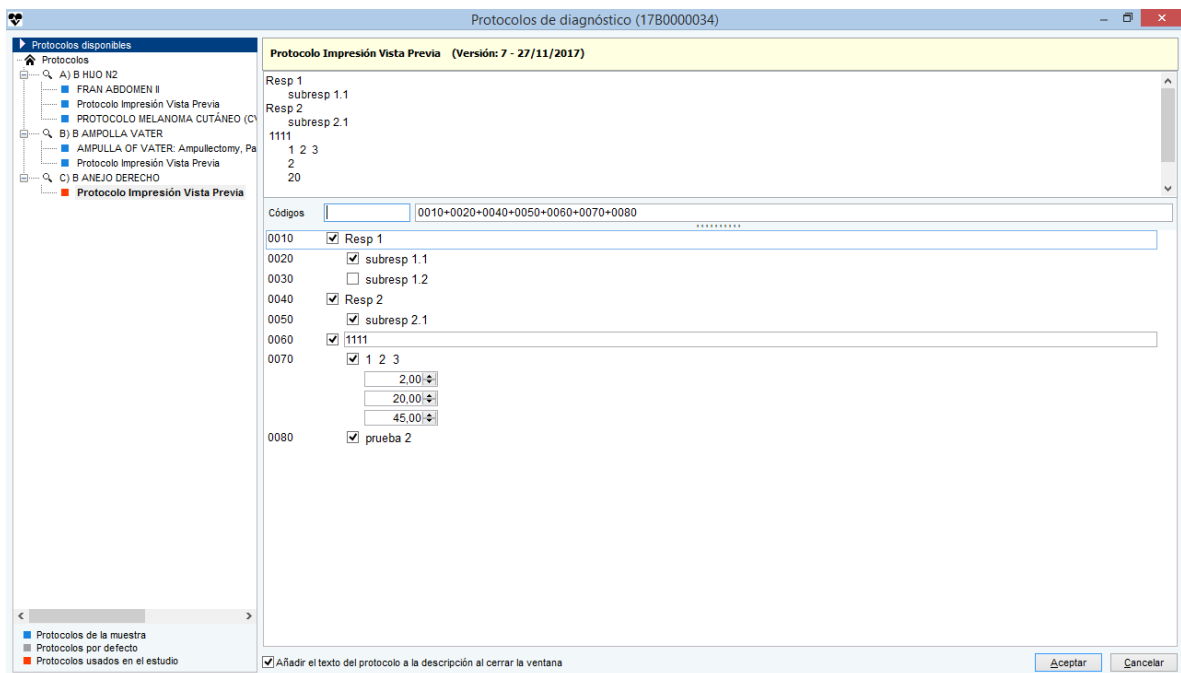 Protocolos de diagnóstico (17B0000034)
Protocolos disponibles
Protocolos
A) B HIJO N2
FRAN ABDOMEN II
Protocolo Impresión Vista Previa
PROTOCOLO MELANOMA CUTÁNEO (CV
B) B AMPOLLA VATER
AMPULLA OF VATER: Ampullectomy, Pa
Protocolo Impresión Vista Previa
C) B ANEJO DERECHO
Protocolo Impresión Vista Previa
Protocolos de la muestra
Protocolos por defecto
Protocolos usados en el estudio
Protocolo Impresión Vista Previa (Versión: 7 - 27/11/2017)
Resp 1
subresp 1.1
Resp 2
subresp 2.1
1111
1 2 3
2
20
Códigos 0010+0020+0040+0050+0060+0070+0080
0010 Resp 1
0020 subresp 1.1
0030 subresp 1.2
0040 Resp 2
0050 subresp 2.1
0060 1111
0070 1 2 3
2,00
20,00
45,00
0080 prueba 2
Añadir el texto del protocolo a la descripción al cerrar la ventana
Aceptar Cancelar